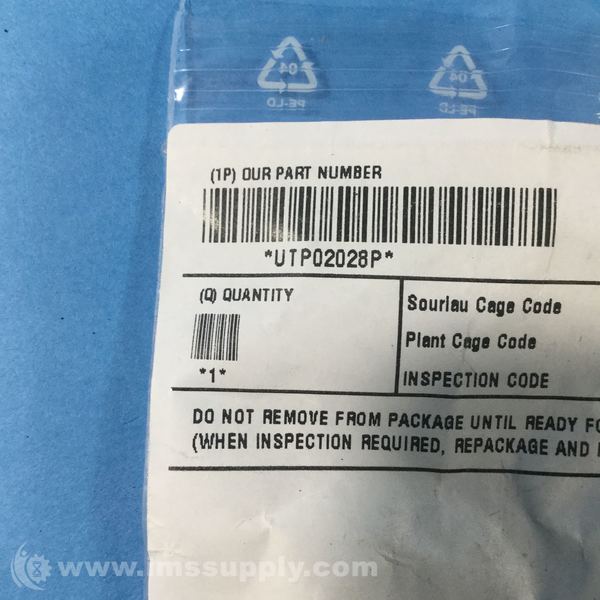 04 04
PE-LD PE-LD
(1P) OUR PART NUMBER
*UTP02028P*
(Q) QUANTITY
*1*
Souriau Cage Code
Plant Cage Code
INSPECTION CODE
DO NOT REMOVE FROM PACKAGE UNTIL READY FO
(WHEN INSPECTION REQUIRED, REPACKAGE AND
www.imssupply.com